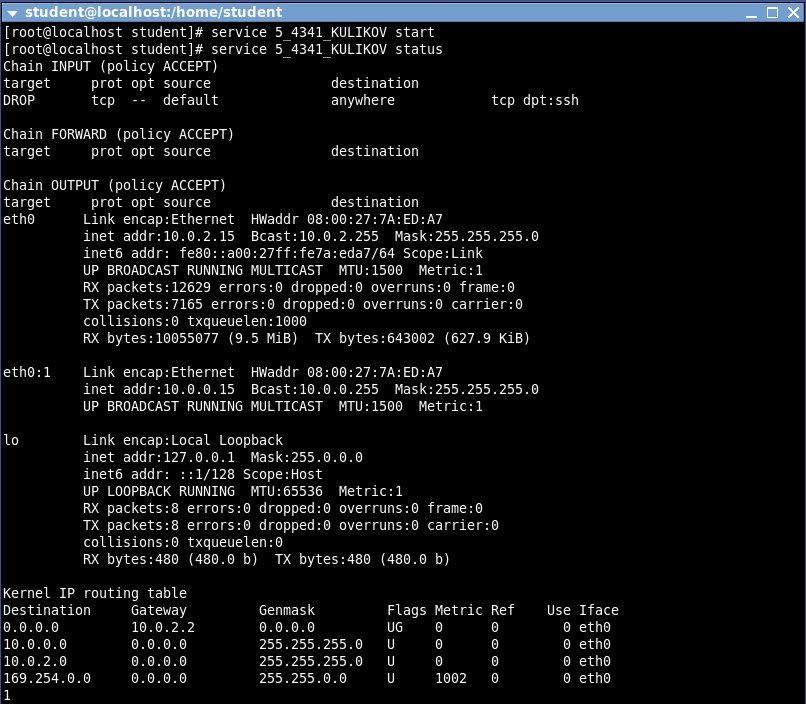 student@localhost:/home/student
[root@localhost student]# service 5_4341_KULIKOV start
[root@localhost student]# service 5_4341_KULIKOV status
Chain INPUT (policy ACCEPT)
target     prot opt source               destination
DROP       tcp  --  default              anywhere            tcp dpt:ssh
Chain FORWARD (policy ACCEPT)
target     prot opt source               destination
Chain OUTPUT (policy ACCEPT)
target     prot opt source               destination
eth0      Link encap:Ethernet  HWaddr 08:00:27:7A:ED:A7
          inet addr:10.0.2.15  Bcast:10.0.2.255  Mask:255.255.255.0
          inet6 addr: fe80::a00:27ff:fe7a:eda7/64 Scope:Link
          UP BROADCAST RUNNING MULTICAST  MTU:1500  Metric:1
          RX packets:12629 errors:0 dropped:0 overruns:0 frame:0
          TX packets:7165 errors:0 dropped:0 overruns:0 carrier:0
          collisions:0 txqueuelen:1000
          RX bytes:10055077 (9.5 MiB)  TX bytes:643002 (627.9 KiB)
eth0:1    Link encap:Ethernet  HWaddr 08:00:27:7A:ED:A7
          inet addr:10.0.0.15  Bcast:10.0.0.255  Mask:255.255.255.0
          UP BROADCAST RUNNING MULTICAST  MTU:1500  Metric:1
lo        Link encap:Local Loopback
          inet addr:127.0.0.1  Mask:255.0.0.0
          inet6 addr: ::1/128 Scope:Host
          UP LOOPBACK RUNNING  MTU:65536  Metric:1
          RX packets:8 errors:0 dropped:0 overruns:0 frame:0
          TX packets:8 errors:0 dropped:0 overruns:0 carrier:0
          collisions:0 txqueuelen:0
          RX bytes:480 (480.0 b)  TX bytes:480 (480.0 b)
Kernel IP routing table
Destination     Gateway         Genmask         Flags Metric Ref    Use Iface
0.0.0.0         10.0.2.2        0.0.0.0         UG    0      0        0 eth0
10.0.0.0        0.0.0.0         255.255.255.0   U     0      0        0 eth0
10.0.2.0        0.0.0.0         255.255.255.0   U     0      0        0 eth0
169.254.0.0     0.0.0.0         255.255.0.0     U     1002   0        0 eth0
1